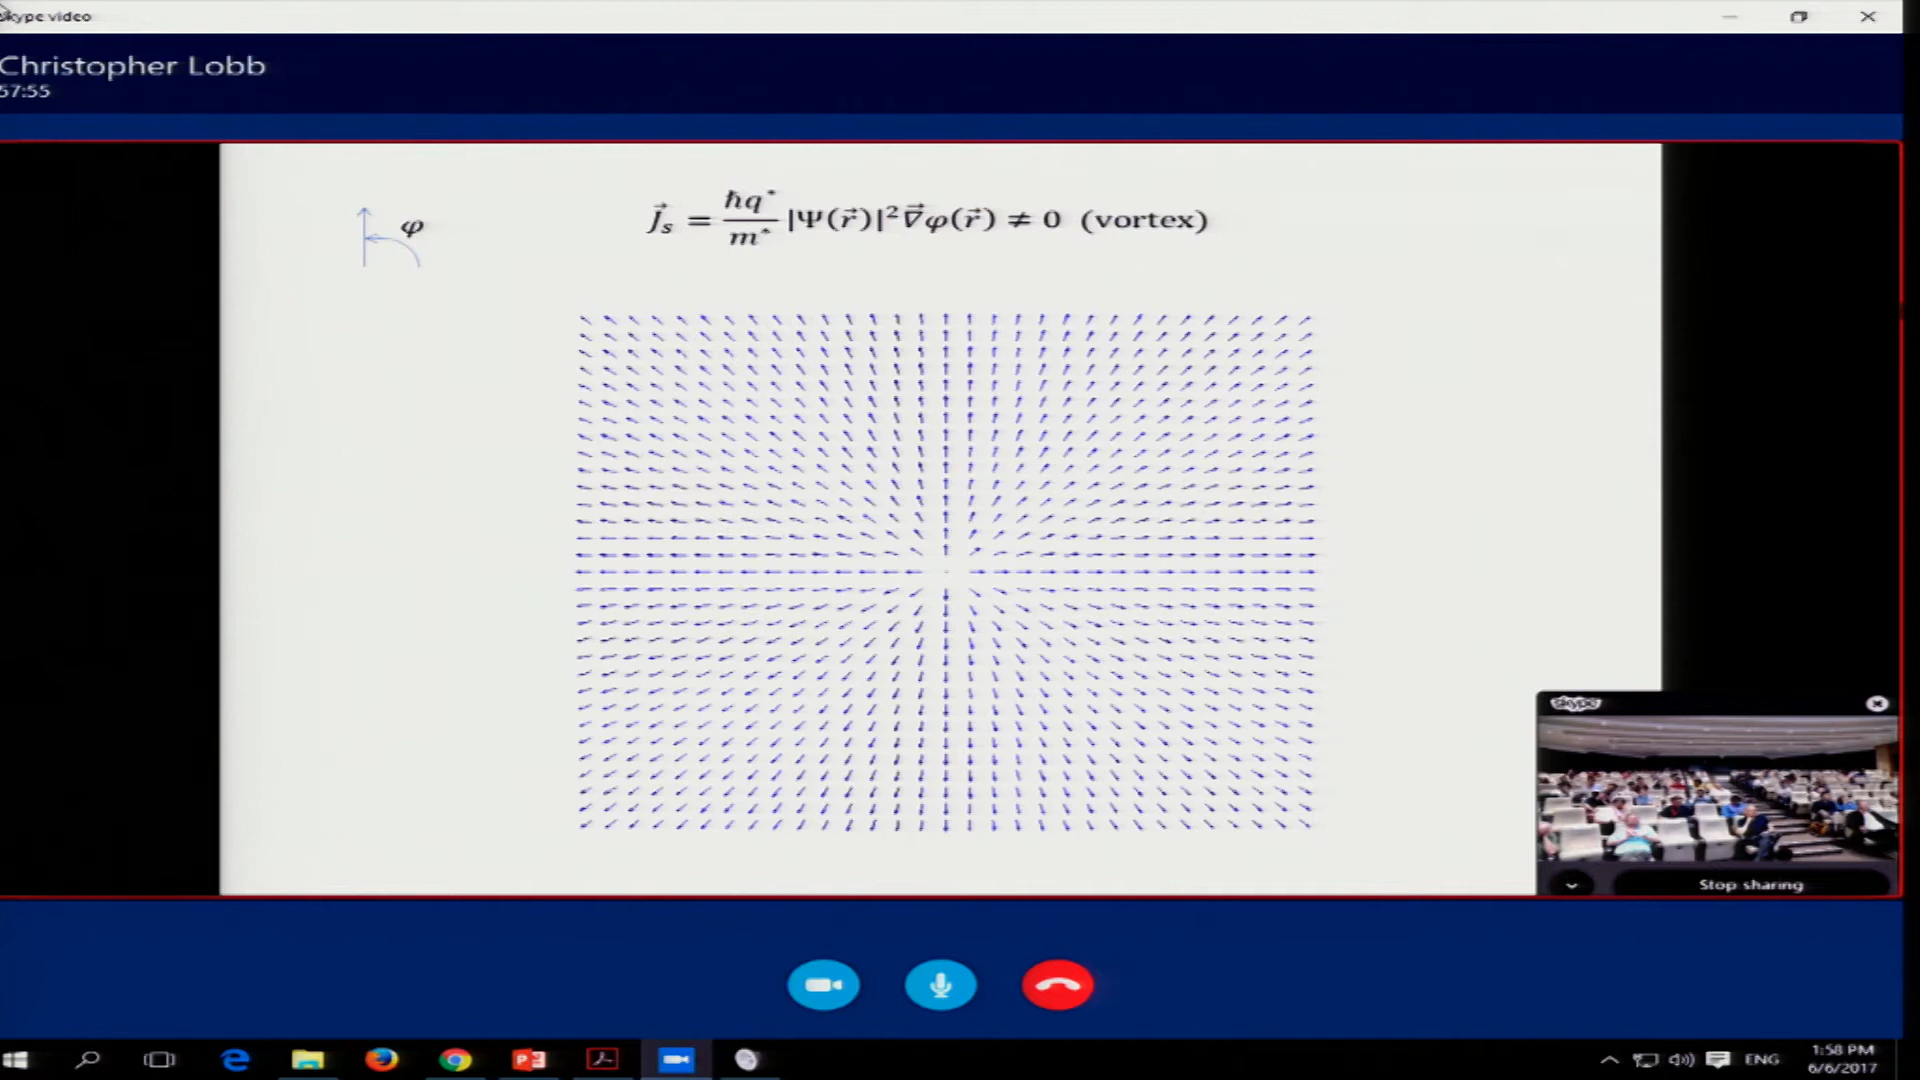 Skype video
Christopher Lobb
57:55
φ
J⃗ₛ = ħq*/m* |Ψ(r⃗)|² ∇⃗φ(r⃗) ≠ 0 (vortex)
skype
Stop sharing
ENG
1:58 PM
6/6/2017